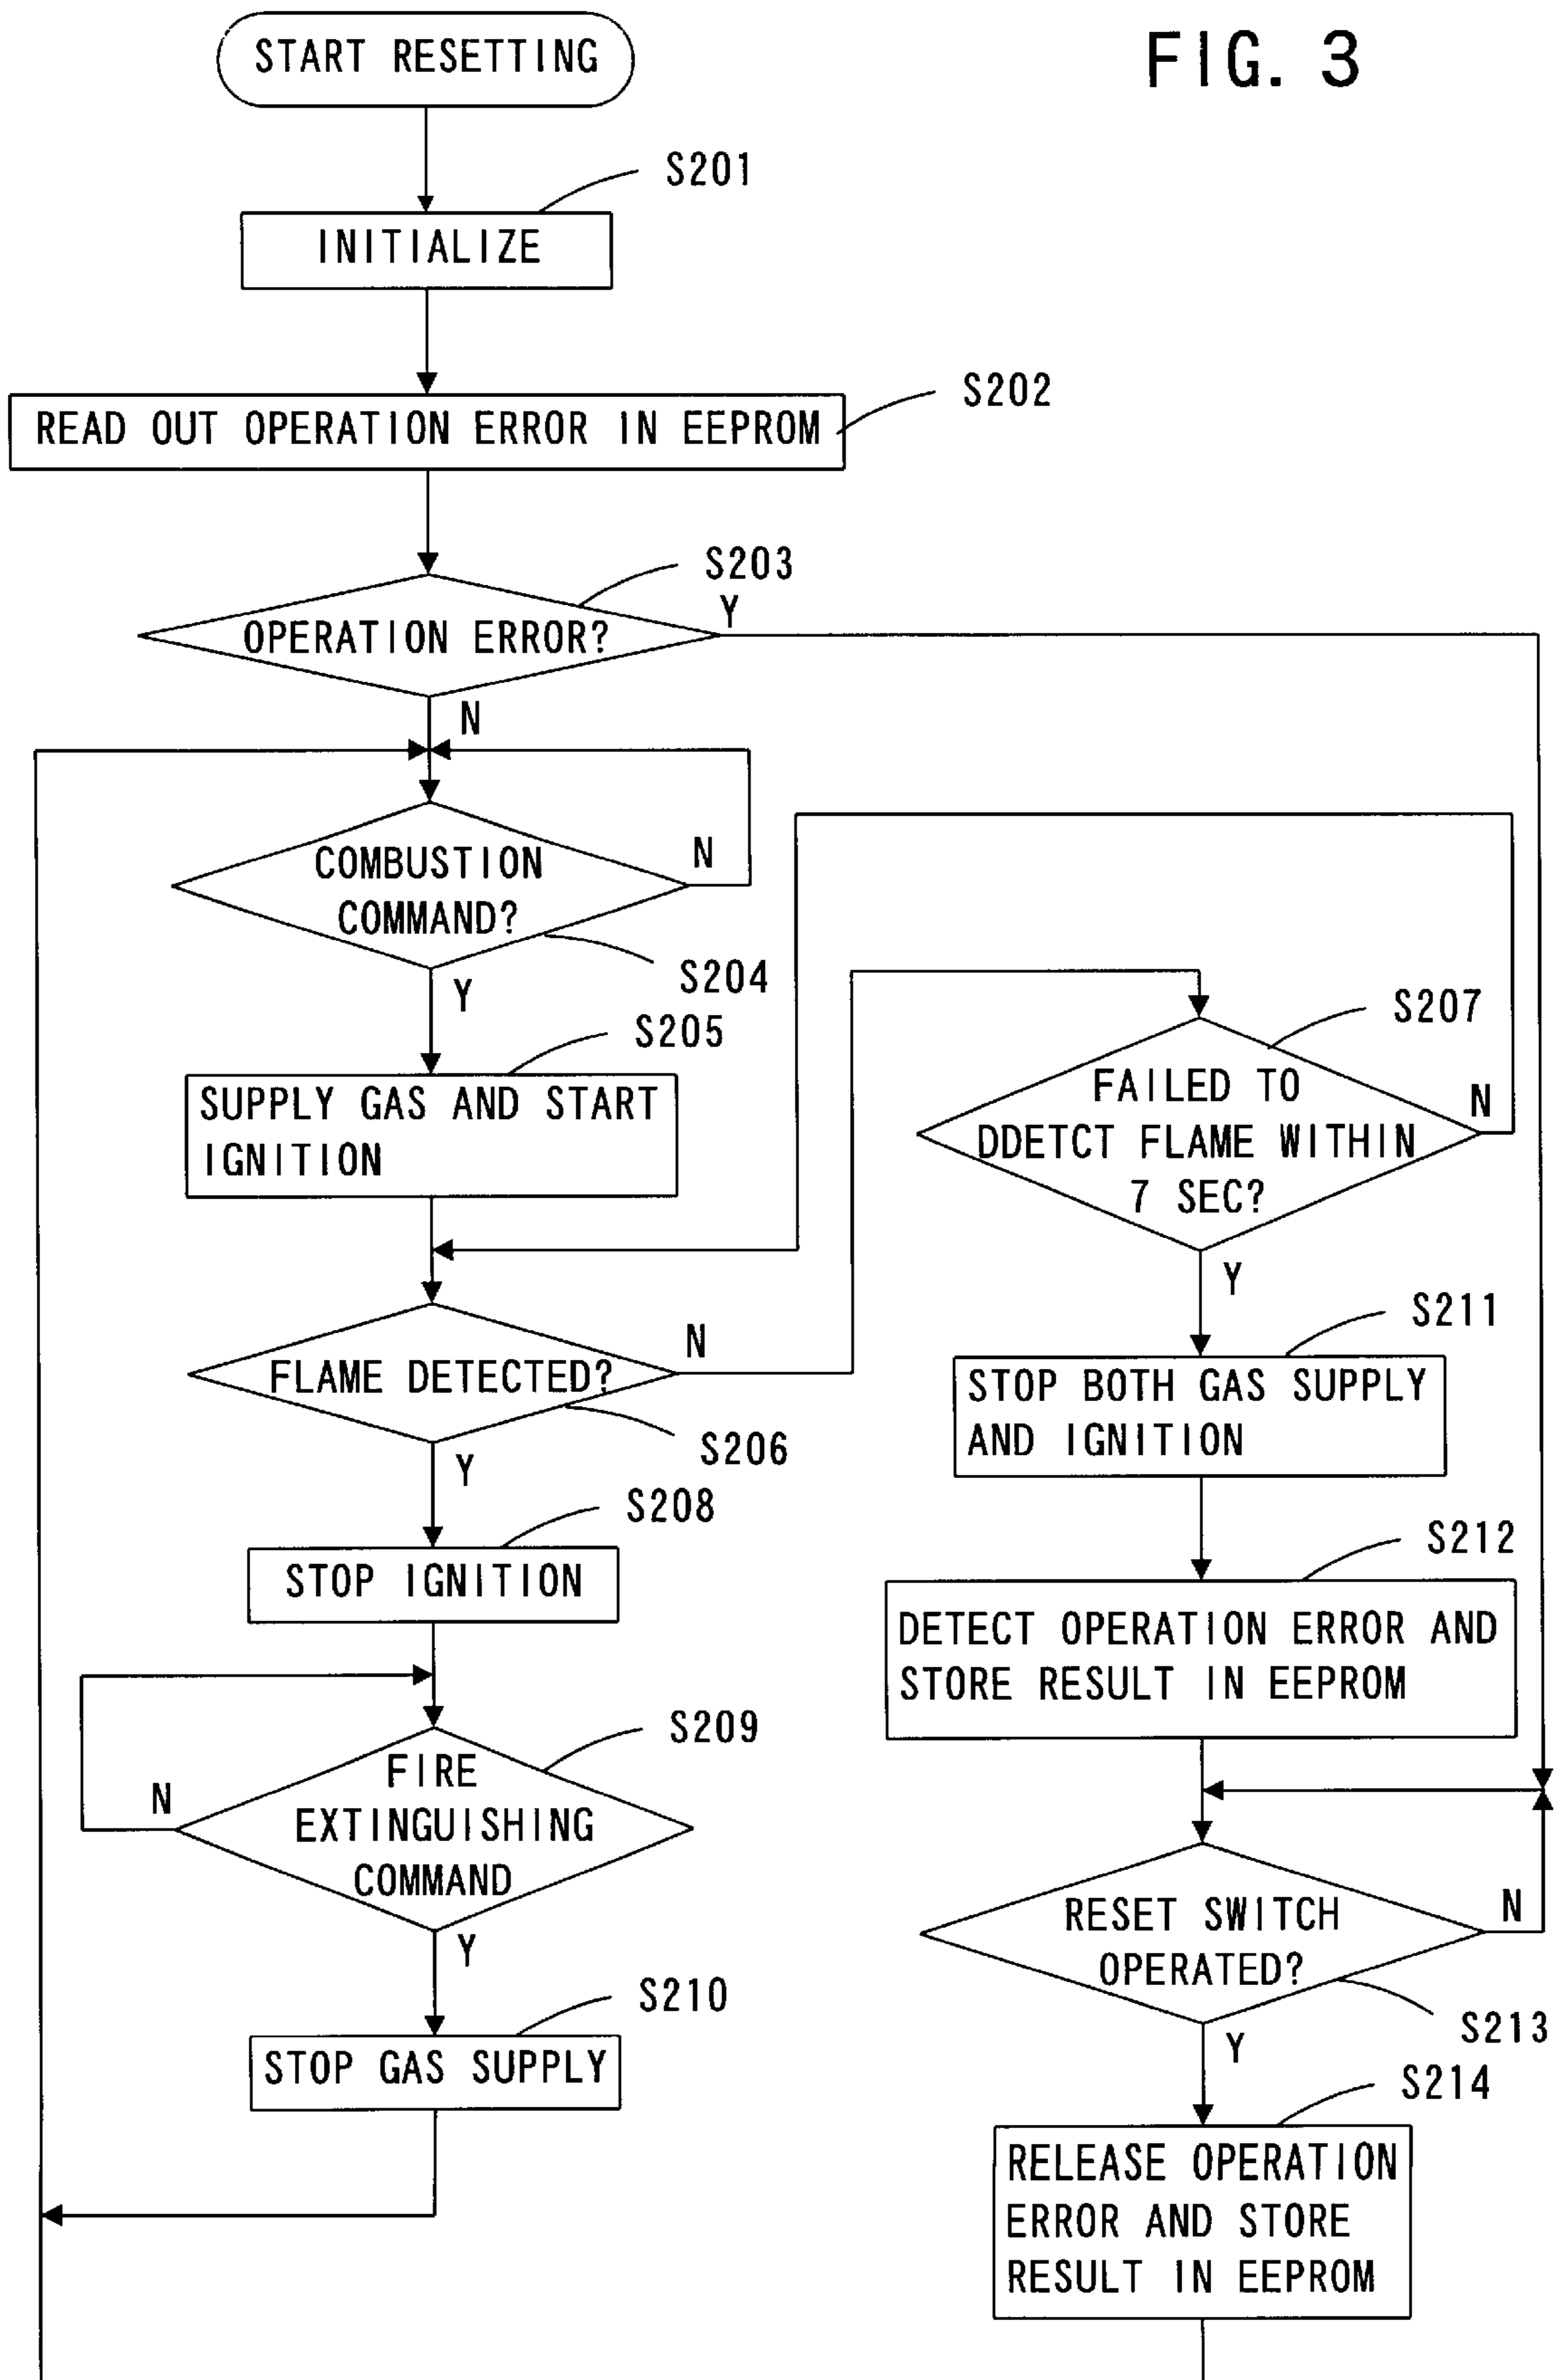 START RESETTING
FIG. 3
S201
INITIALIZE
S202
READ OUT OPERATION ERROR IN EEPROM
S203
OPERATION ERROR?
Y
N
COMBUSTION
COMMAND?
N
S204
Y
S205
SUPPLY GAS AND START
IGNITION
FLAME DETECTED?
N
S206
Y
S207
FAILED TO
DDETCT FLAME WITHIN
7 SEC?
N
Y
S208
STOP IGNITION
S209
FIRE
EXTINGUISHING
COMMAND
N
Y
S210
STOP GAS SUPPLY
S211
STOP BOTH GAS SUPPLY
AND IGNITION
S212
DETECT OPERATION ERROR AND
STORE RESULT IN EEPROM
RESET SWITCH
OPERATED?
N
S213
Y
S214
RELEASE OPERATION
ERROR AND STORE
RESULT IN EEPROM